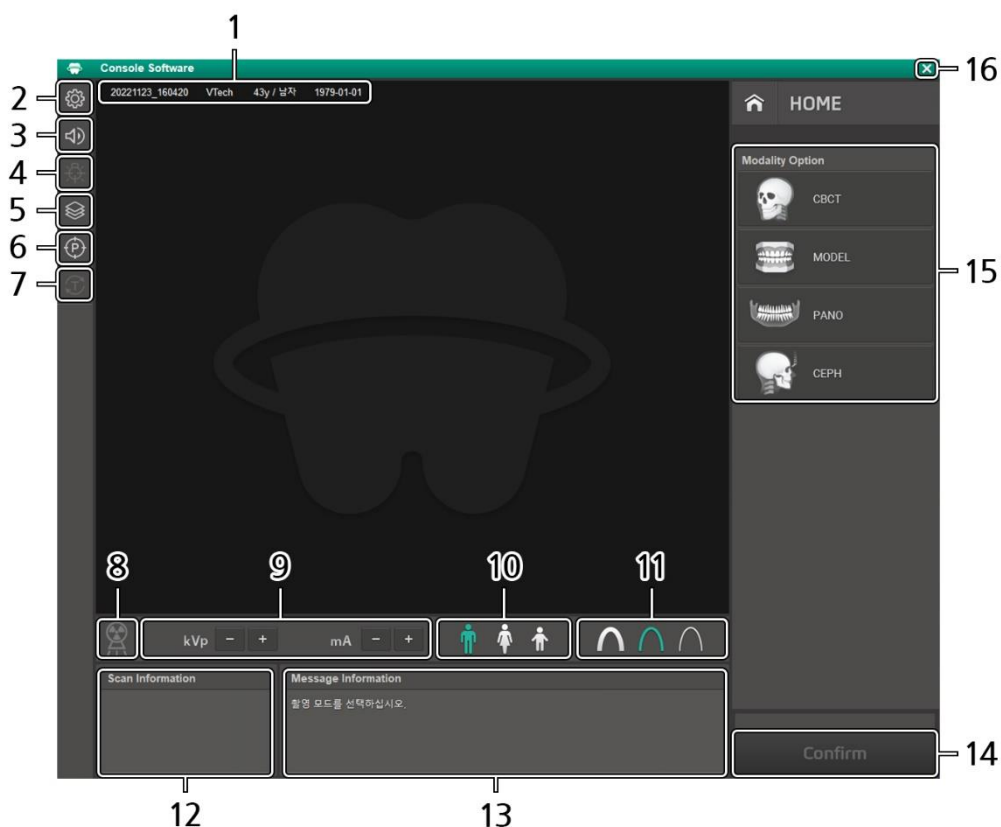 1
Console Software
16
20221123_160420 VTech 43y / 남자 1979-01-01
2
3
4
5
6
7
HOME
Modality Option
CBCT
MODEL
15
PANO
CEPH
8
9
10
11
kVp - + mA - +
Scan Information
Message Information
촬영 모드를 선택하십시오.
Confirm
14
12
13